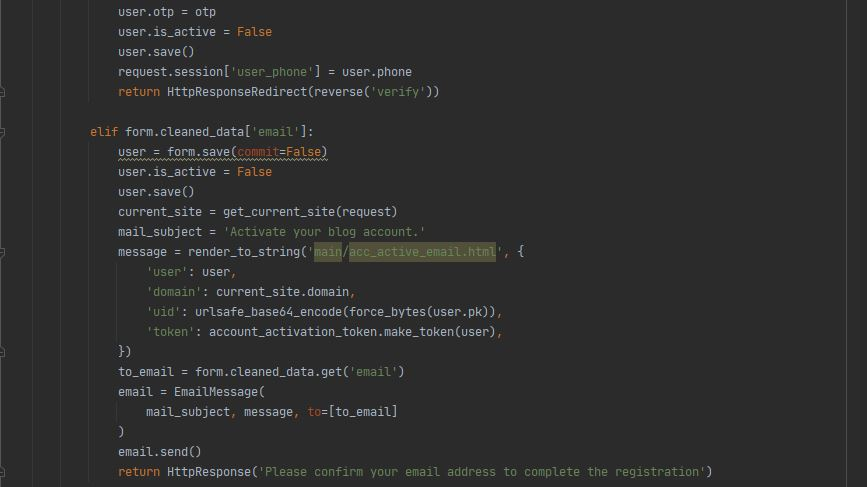 user.otp = otp
user.is_active = False
user.save()
request.session['user_phone'] = user.phone
return HttpResponseRedirect(reverse('verify'))
elif form.cleaned_data['email']:
user = form.save(commit=False)
user.is_active = False
user.save()
current_site = get_current_site(request)
mail_subject = 'Activate your blog account.'
message = render_to_string('main/acc_active_email.html', {
'user': user,
'domain': current_site.domain,
'uid': urlsafe_base64_encode(force_bytes(user.pk)),
'token': account_activation_token.make_token(user),
})
to_email = form.cleaned_data.get('email')
email = EmailMessage(
mail_subject, message, to=[to_email]
)
email.send()
return HttpResponse('Please confirm your email address to complete the registration')